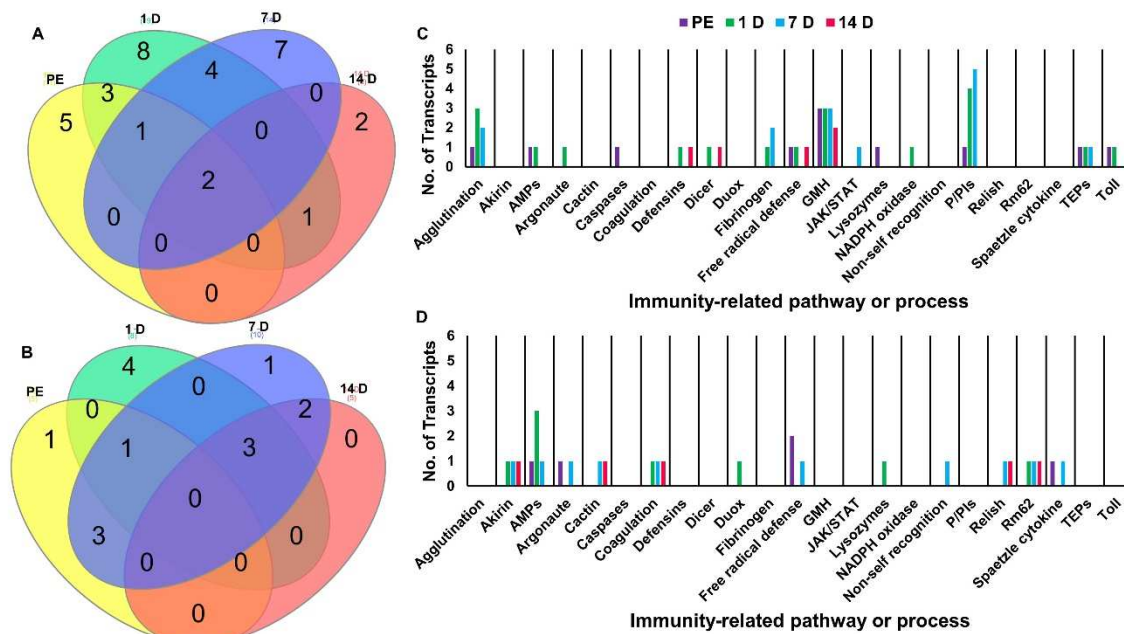 A
1 D
7 D
PE
14 D
8
7
4
3
0
5
2
1
0
2
0
1
0
0
0
B
1 D
(8)
7 D
(10)
PE
14 D
(5)
4
1
0
0
2
1
0
1
3
0
3
0
0
0
0
PE
1 D
7 D
14 D
C
No. of Transcripts
6
5
4
3
2
1
0
Agglutination
Akirin
AMPs
Argonaute
Cactin
Caspases
Coagulation
Defensins
Dicer
Duox
Fibrinogen
Free radical defense
GMH
JAK/STAT
Lysozymes
NADPH oxidase
Non-self recognition
P/PIs
Relish
Rm62
Spaetzle cytokine
TEPs
Toll
Immunity-related pathway or process
D
No. of Transcripts
6
5
4
3
2
1
0
Agglutination
Akirin
AMPs
Argonaute
Cactin
Caspases
Coagulation
Defensins
Dicer
Duox
Fibrinogen
Free radical defense
GMH
JAK/STAT
Lysozymes
NADPH oxidase
Non-self recognition
P/PIs
Relish
Rm62
Spaetzle cytokine
TEPs
Toll
Immunity-related pathway or process